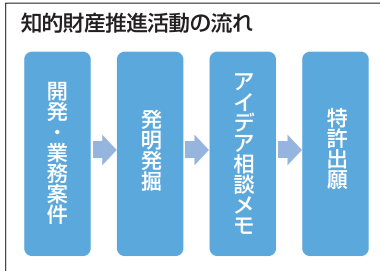 知的財産推進活動の流れ
開発・業務案件
発明発掘
アイデア相談メモ
特許出願